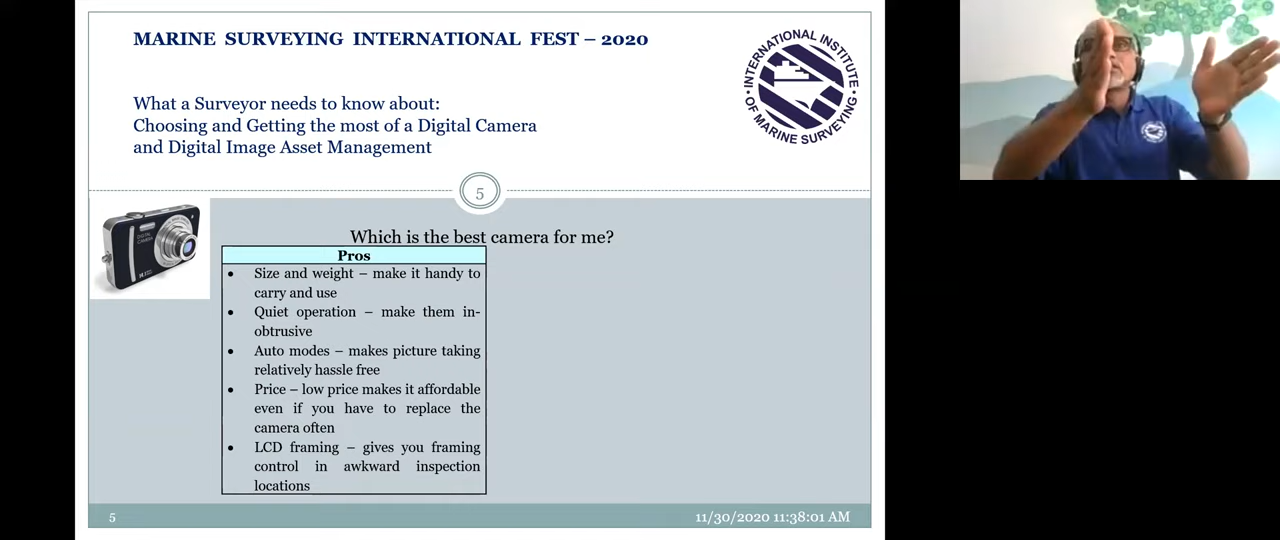 MARINE SURVEYING INTERNATIONAL FEST – 2020
INTERNATIONAL INSTITUTE
OF MARINE SURVEYING
What a Surveyor needs to know about:
Choosing and Getting the most of a Digital Camera
and Digital Image Asset Management
5
DIGITAL
CAMERA
Which is the best camera for me?
Pros
• Size and weight – make it handy to
carry and use
• Quiet operation – make them in-
obtrusive
• Auto modes – makes picture taking
relatively hassle free
• Price – low price makes it affordable
even if you have to replace the
camera often
• LCD framing – gives you framing
control in awkward inspection
locations
5
11/30/2020 11:38:01 AM